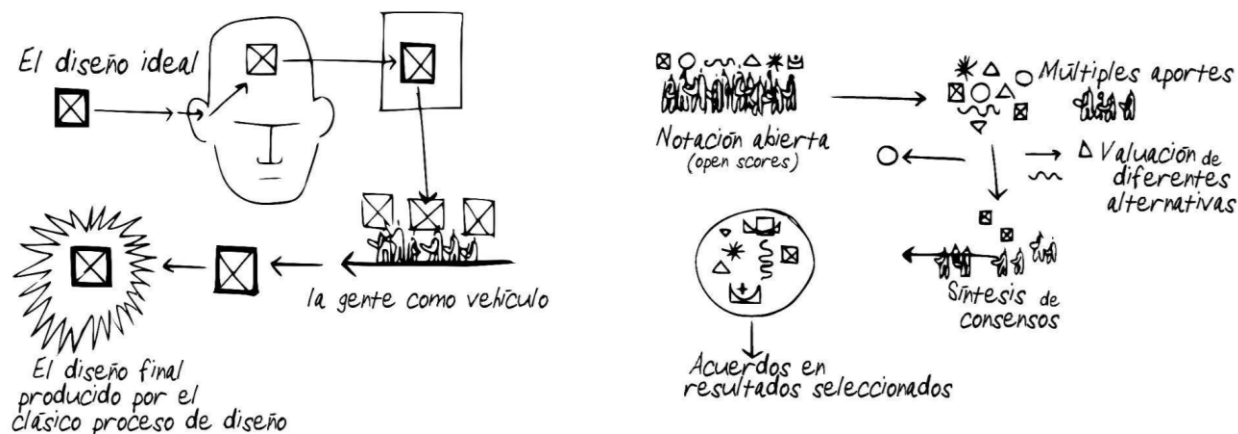 El diseño ideal
la gente como vehículo
El diseño final
producido por el
clásico proceso de diseño
Notación abierta
(open scores)
Múltiples aportes
Valuación de
diferentes
alternativas
Síntesis de
consensos
Acuerdos en
resultados seleccionados